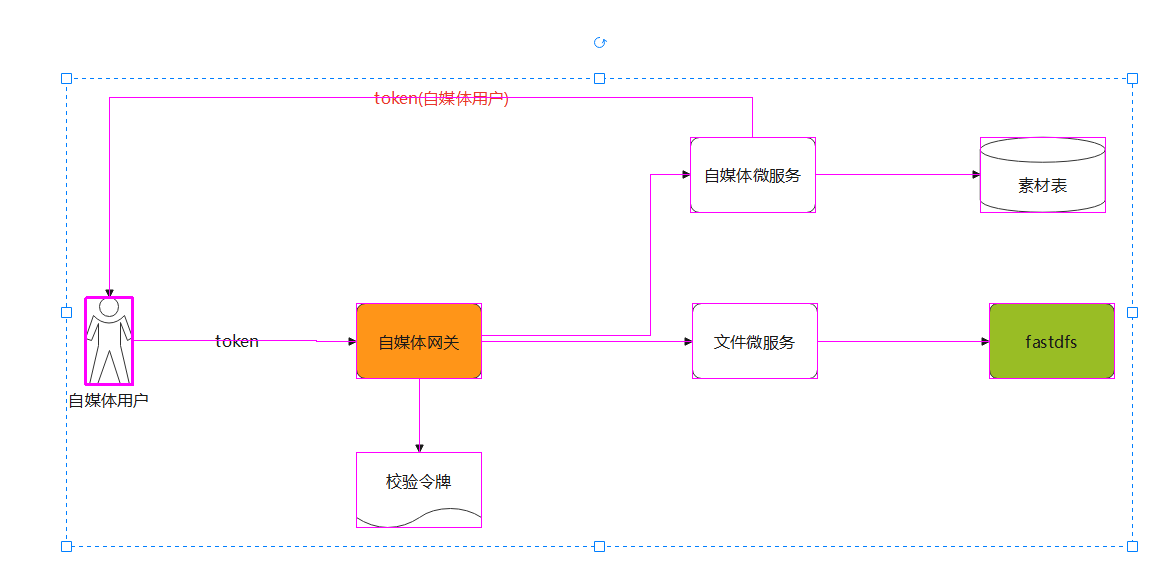 token(自媒体用户)
自媒体微服务
素材表
token
自媒体网关
文件微服务
fastdfs
自媒体用户
校验令牌